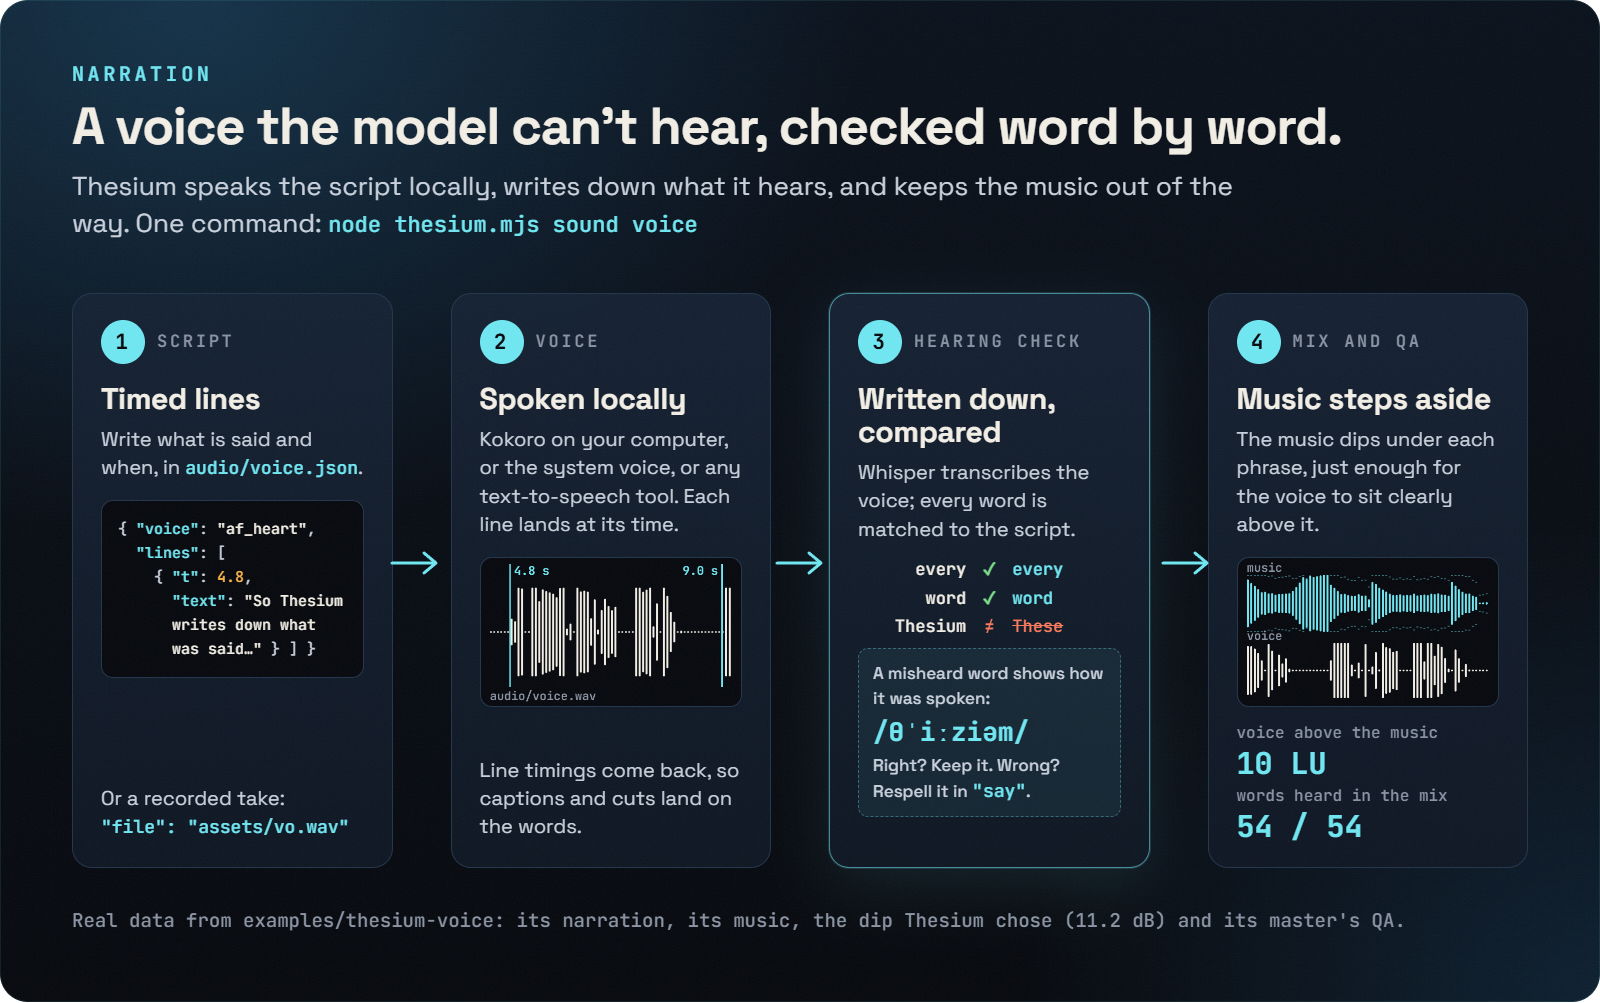 NARRATION
A voice the model can’t hear, checked word by word.
Thesium speaks the script locally, writes down what it hears, and keeps the music out of the
way. One command: node thesium.mjs sound voice
1 SCRIPT
Timed lines
Write what is said and
when, in audio/voice.json.
{ "voice": "af_heart",
"lines": [
{ "t": 4.8,
"text": "So Thesium
writes down what
was said…" } ] }
Or a recorded take:
"file": "assets/vo.wav"
2 VOICE
Spoken locally
Kokoro on your computer,
or the system voice, or any
text-to-speech tool. Each
line lands at its time.
4.8 s 9.0 s
audio/voice.wav
Line timings come back, so
captions and cuts land on
the words.
3 HEARING CHECK
Written down,
compared
Whisper transcribes the
voice; every word is
matched to the script.
every ✓ every
word ✓ word
Thesium ≠ These
A misheard word shows how
it was spoken:
/θˈiːziəm/
Right? Keep it. Wrong?
Respell it in "say".
4 MIX AND QA
Music steps aside
The music dips under each
phrase, just enough for
the voice to sit clearly
above it.
music
voice
voice above the music
10 LU
words heard in the mix
54 / 54
Real data from examples/thesium-voice: its narration, its music, the dip Thesium chose (11.2 dB) and its master's QA.